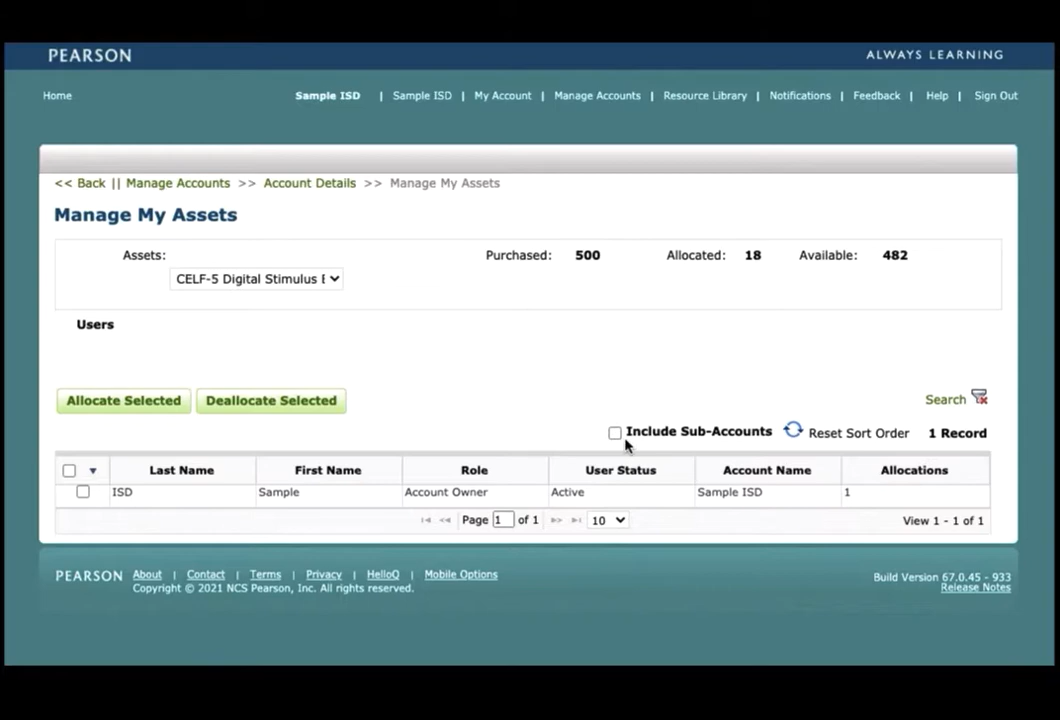 PEARSON ALWAYS LEARNING
Home Sample ISD | Sample ISD | My Account | Manage Accounts | Resource Library | Notifications | Feedback | Help | Sign Out
<< Back || Manage Accounts >> Account Details >> Manage My Assets
Manage My Assets
Assets: Purchased: 500 Allocated: 18 Available: 482
CELF-5 Digital Stimulus
Users
Allocate Selected Deallocate Selected Search
Include Sub-Accounts Reset Sort Order 1 Record
Last Name First Name Role User Status Account Name Allocations
ISD Sample Account Owner Active Sample ISD 1
Page 1 of 1 10 View 1 - 1 of 1
PEARSON About | Contact | Terms | Privacy | HelloQ | Mobile Options Build Version 67.0.45 - 933
Copyright © 2021 NCS Pearson, Inc. All rights reserved. Release Notes